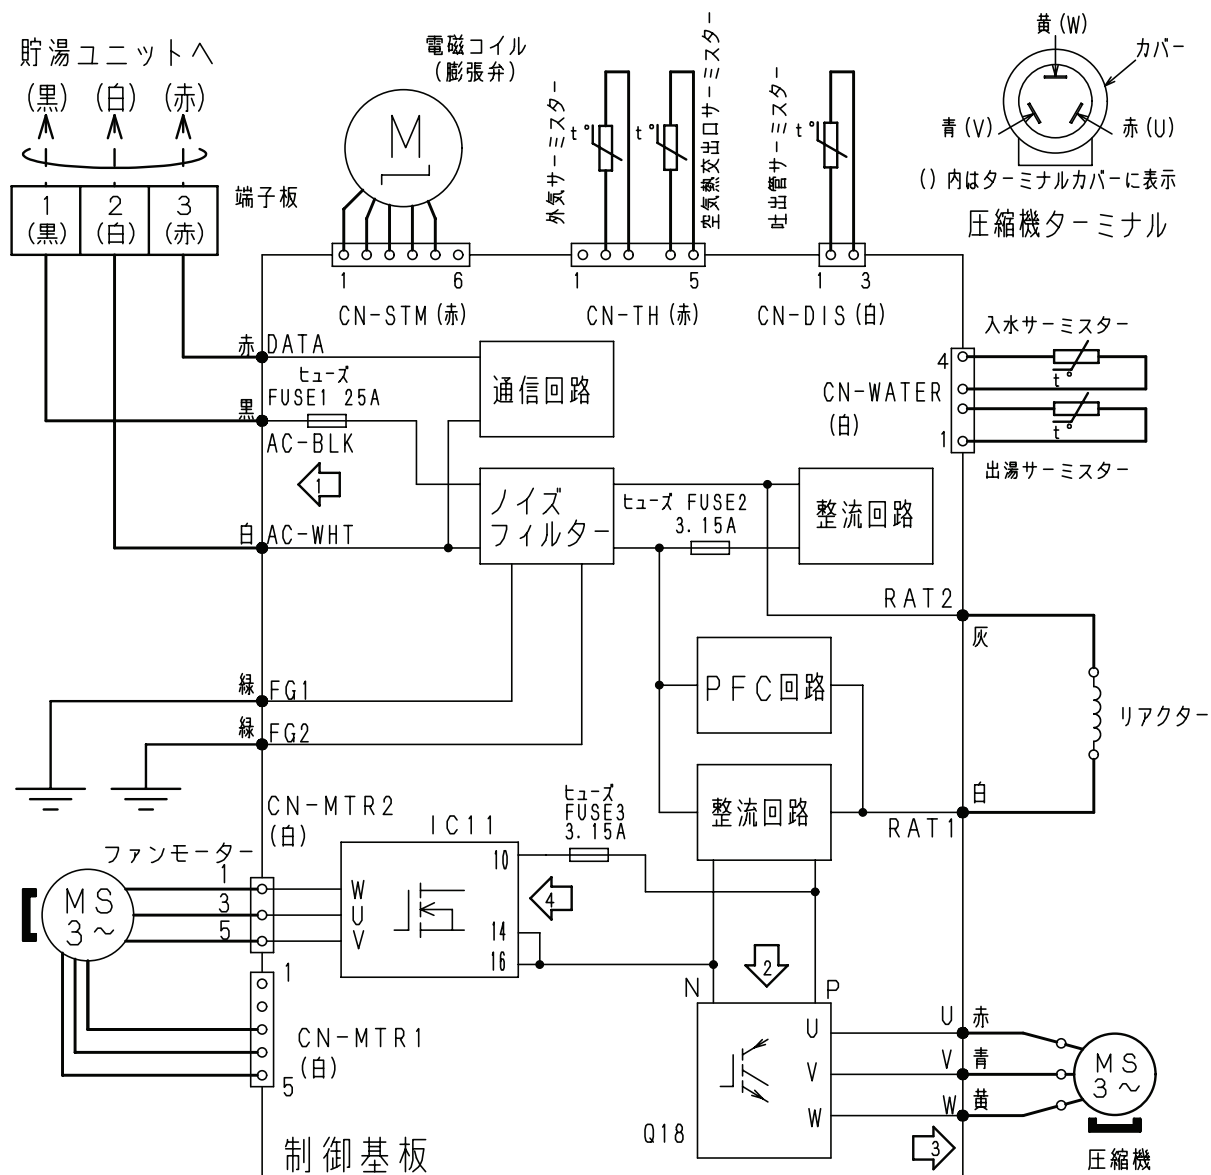 貯湯ユニットへ
(黒) (白) (赤)
1 2 3
(黒) (白) (赤)
端子板
電磁コイル
(膨張弁)
M
1 6
CN-STM (赤)
外気サーミスター
t°
t°
空気熱交出口サーミスター
1 5
CN-TH (赤)
吐出管サーミスター
t°
1 3
CN-DIS (白)
黄 (W)
カバー
青 (V)
赤 (U)
() 内はターミナルカバーに表示
圧縮機ターミナル
入水サーミスター
4
t°
CN-WATER
(白)
1
t°
出湯サーミスター
赤 DATA
ヒューズ
FUSE1 25A
黒
AC-BLK
1
白 AC-WHT
通信回路
ノイズ
フィルター
ヒューズ FUSE2
3.15A
整流回路
RAT2
灰
緑 FG1
緑 FG2
PFC回路
リアクター
整流回路
白
RAT1
CN-MTR2
(白)
ファンモーター
1
3
5
MS
3～
IC11
W
U
V
10
14
16
ヒューズ
FUSE3
3.15A
4
2
N P
1
CN-MTR1
(白)
5
U
V
W
Q18
U 赤
V 青
W 黄
3
MS
3～
圧縮機
制御基板